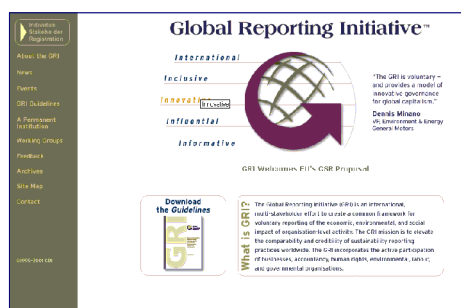 Registration
About the GRI
News
Events
GRI Guidelines
A Permanent
Institution
Working Groups
Feedback
Archives
Site Map
Contact
Global Reporting Initiative™
International
Inclusive
Innovative
Influential
Informative
"The GRI is voluntary –
and provides a model of
innovative governance
for global capitalism."
Dennis Minano
VP, Environment & Energy
General Motors
GRI Welcomes EU's CSR Proposal
Download
the Guidelines
GRI
What is GRI?
The Global Reporting Initiative (GRI) is an international,
multi-stakeholder effort to create a common framework for
voluntary reporting of the economic, environmental, and social
impact of organisation-level activity. The GRI mission is to elevate
the comparability and credibility of sustainability reporting
practices worldwide. The GRI incorporates the active participation
of businesses, accountancy, human rights, environmental, labour,
and governmental organisations.